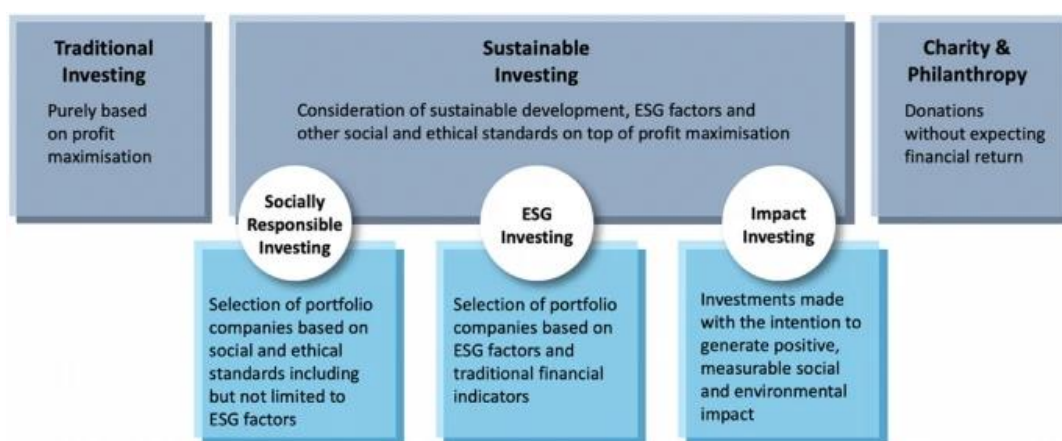 Traditional
Investing
Purely based
on profit
maximisation
Sustainable
Investing
Consideration of sustainable development, ESG factors and
other social and ethical standards on top of profit maximisation
Charity &
Philanthropy
Donations
without expecting
financial return
Socially
Responsible
Investing
Selection of portfolio
companies based on
social and ethical
standards including
but not limited to
ESG factors
ESG
Investing
Selection of portfolio
companies based on
ESG factors and
traditional financial
indicators
Impact
Investing
Investments made
with the intention to
generate positive,
measurable social
and environmental
impact